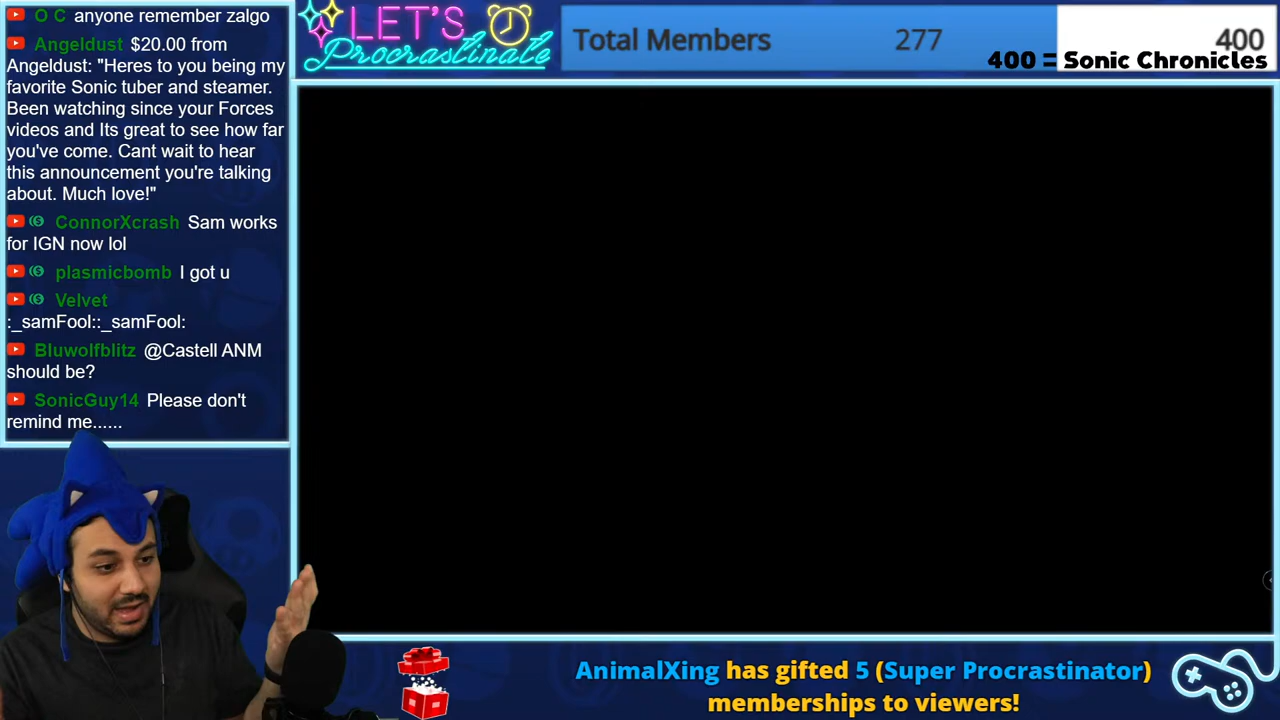 O C anyone remember zalgo
Angeldust $20.00 from
Angeldust: "Heres to you being my
favorite Sonic tuber and steamer.
Been watching since your Forces
videos and Its great to see how far
you've come. Cant wait to hear
this announcement you're talking
about. Much love!"
ConnorXcrash Sam works
for IGN now lol
plasmicbomb I got u
Velvet
:_samFool::_samFool:
Bluwolfblitz @Castell ANM
should be?
SonicGuy14 Please don't
remind me......
LET'S
Procrastinate
Total Members 277 400
400 = Sonic Chronicles
AnimalXing has gifted 5 (Super Procrastinator)
memberships to viewers!